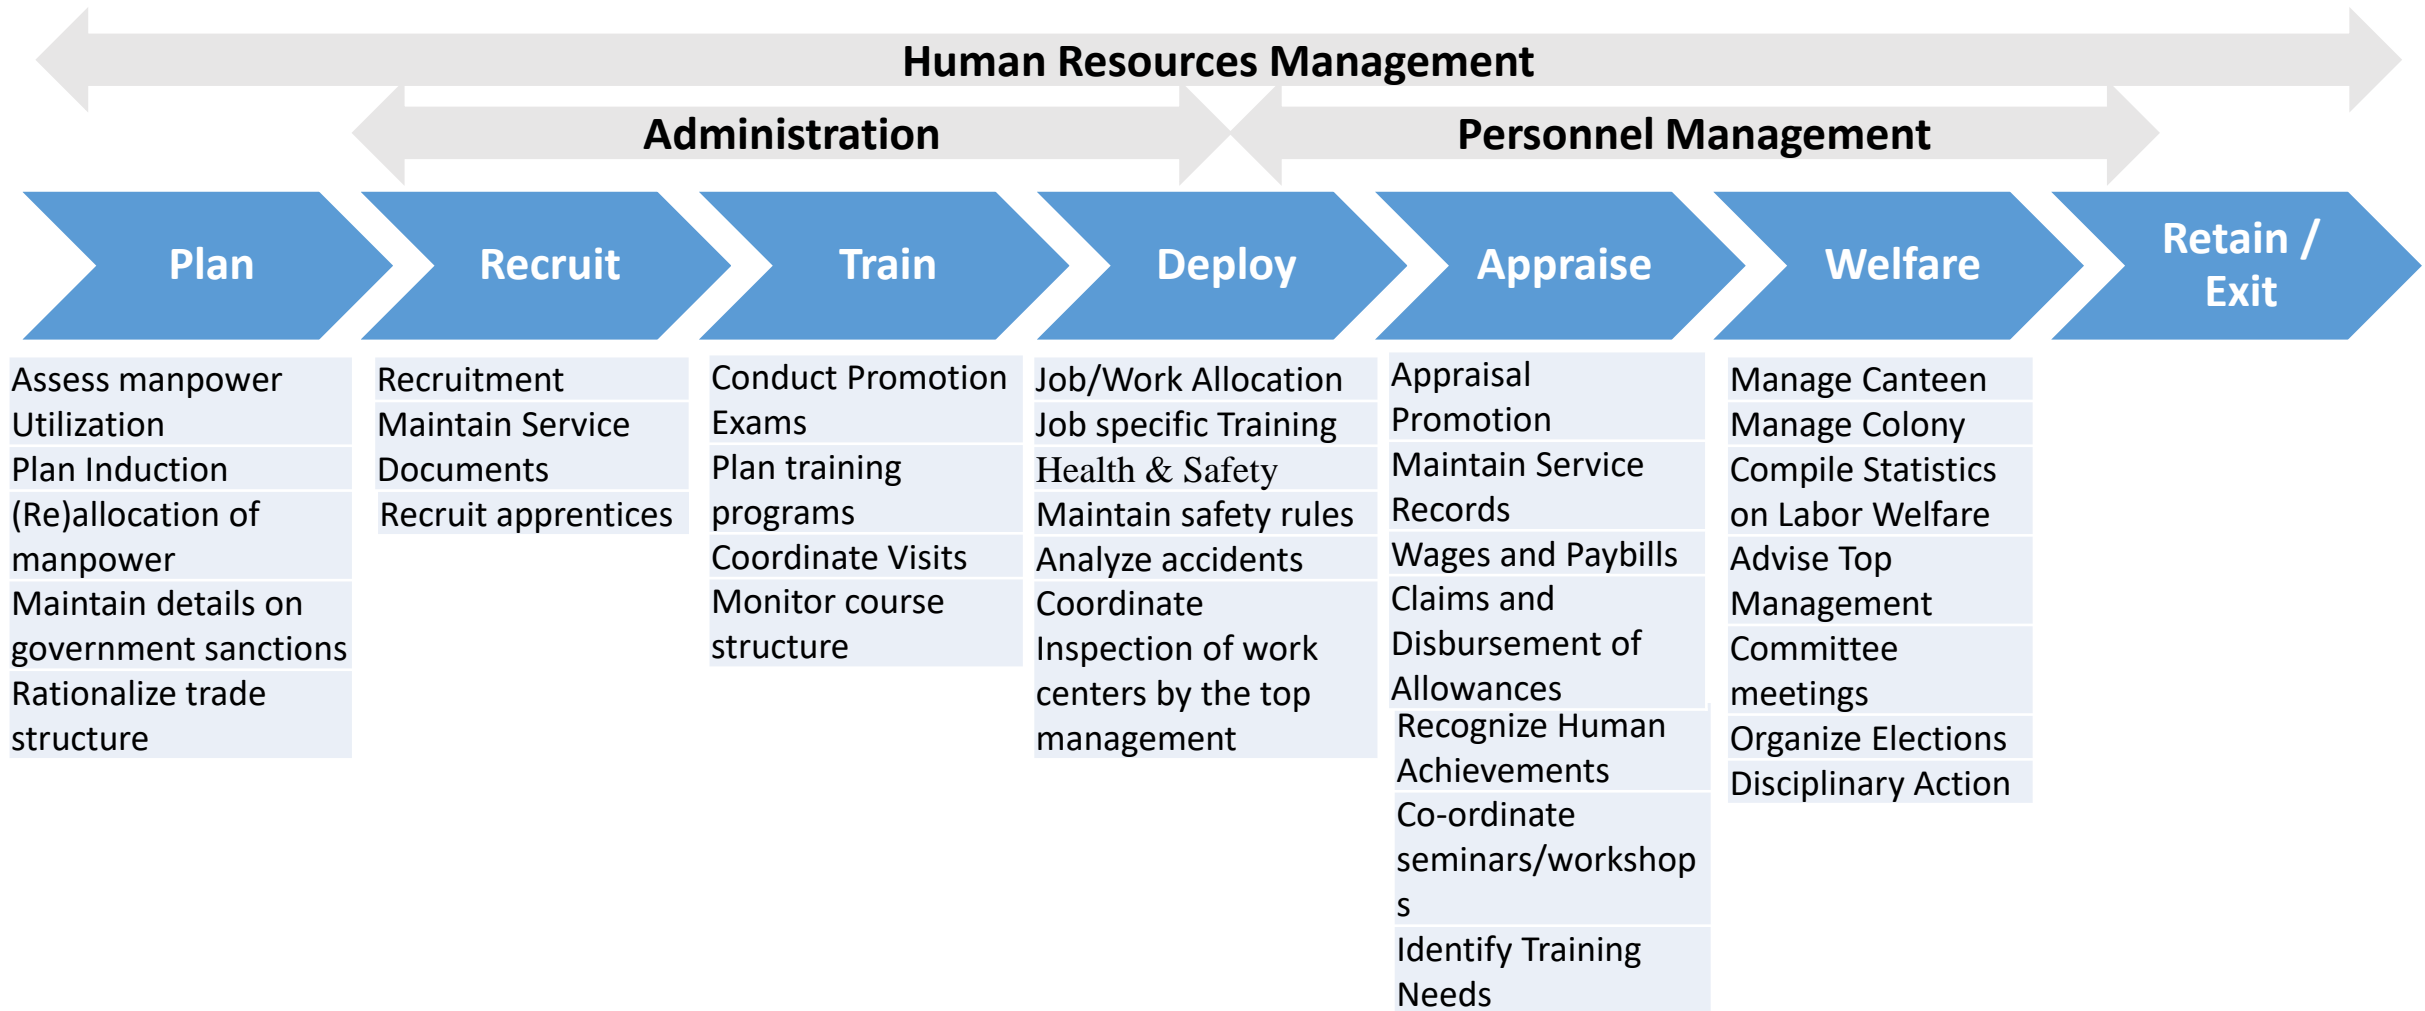 Human Resources Management
Administration
Personnel Management
Plan
Recruit
Train
Deploy
Appraise
Welfare
Retain /
Exit
Assess manpower
Utilization
Plan Induction
(Re)allocation of
manpower
Maintain details on
government sanctions
Rationalize trade
structure
Recruitment
Maintain Service
Documents
Recruit apprentices
Conduct Promotion
Exams
Plan training
programs
Coordinate Visits
Monitor course
structure
Job/Work Allocation
Job specific Training
Health & Safety
Maintain safety rules
Analyze accidents
Coordinate
Inspection of work
centers by the top
management
Appraisal
Promotion
Maintain Service
Records
Wages and Paybills
Claims and
Disbursement of
Allowances
Recognize Human
Achievements
Co-ordinate
seminars/workshop
s
Identify Training
Needs
Manage Canteen
Manage Colony
Compile Statistics
on Labor Welfare
Advise Top
Management
Committee
meetings
Organize Elections
Disciplinary Action